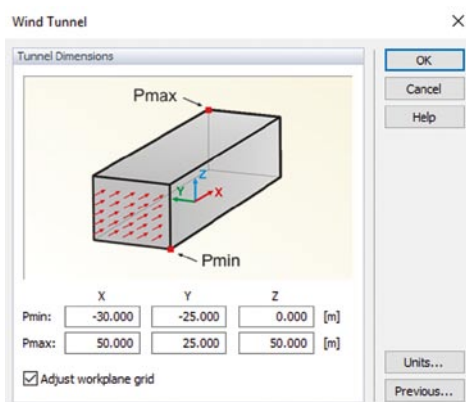 Wind Tunnel
Tunnel Dimensions
Pmax
Z
Y
X
Pmin
X Y Z
Pmin: -30.000 -25.000 0.000 [m]
Pmax: 50.000 25.000 50.000 [m]
Adjust workplane grid
OK
Cancel
Help
Units...
Previous...